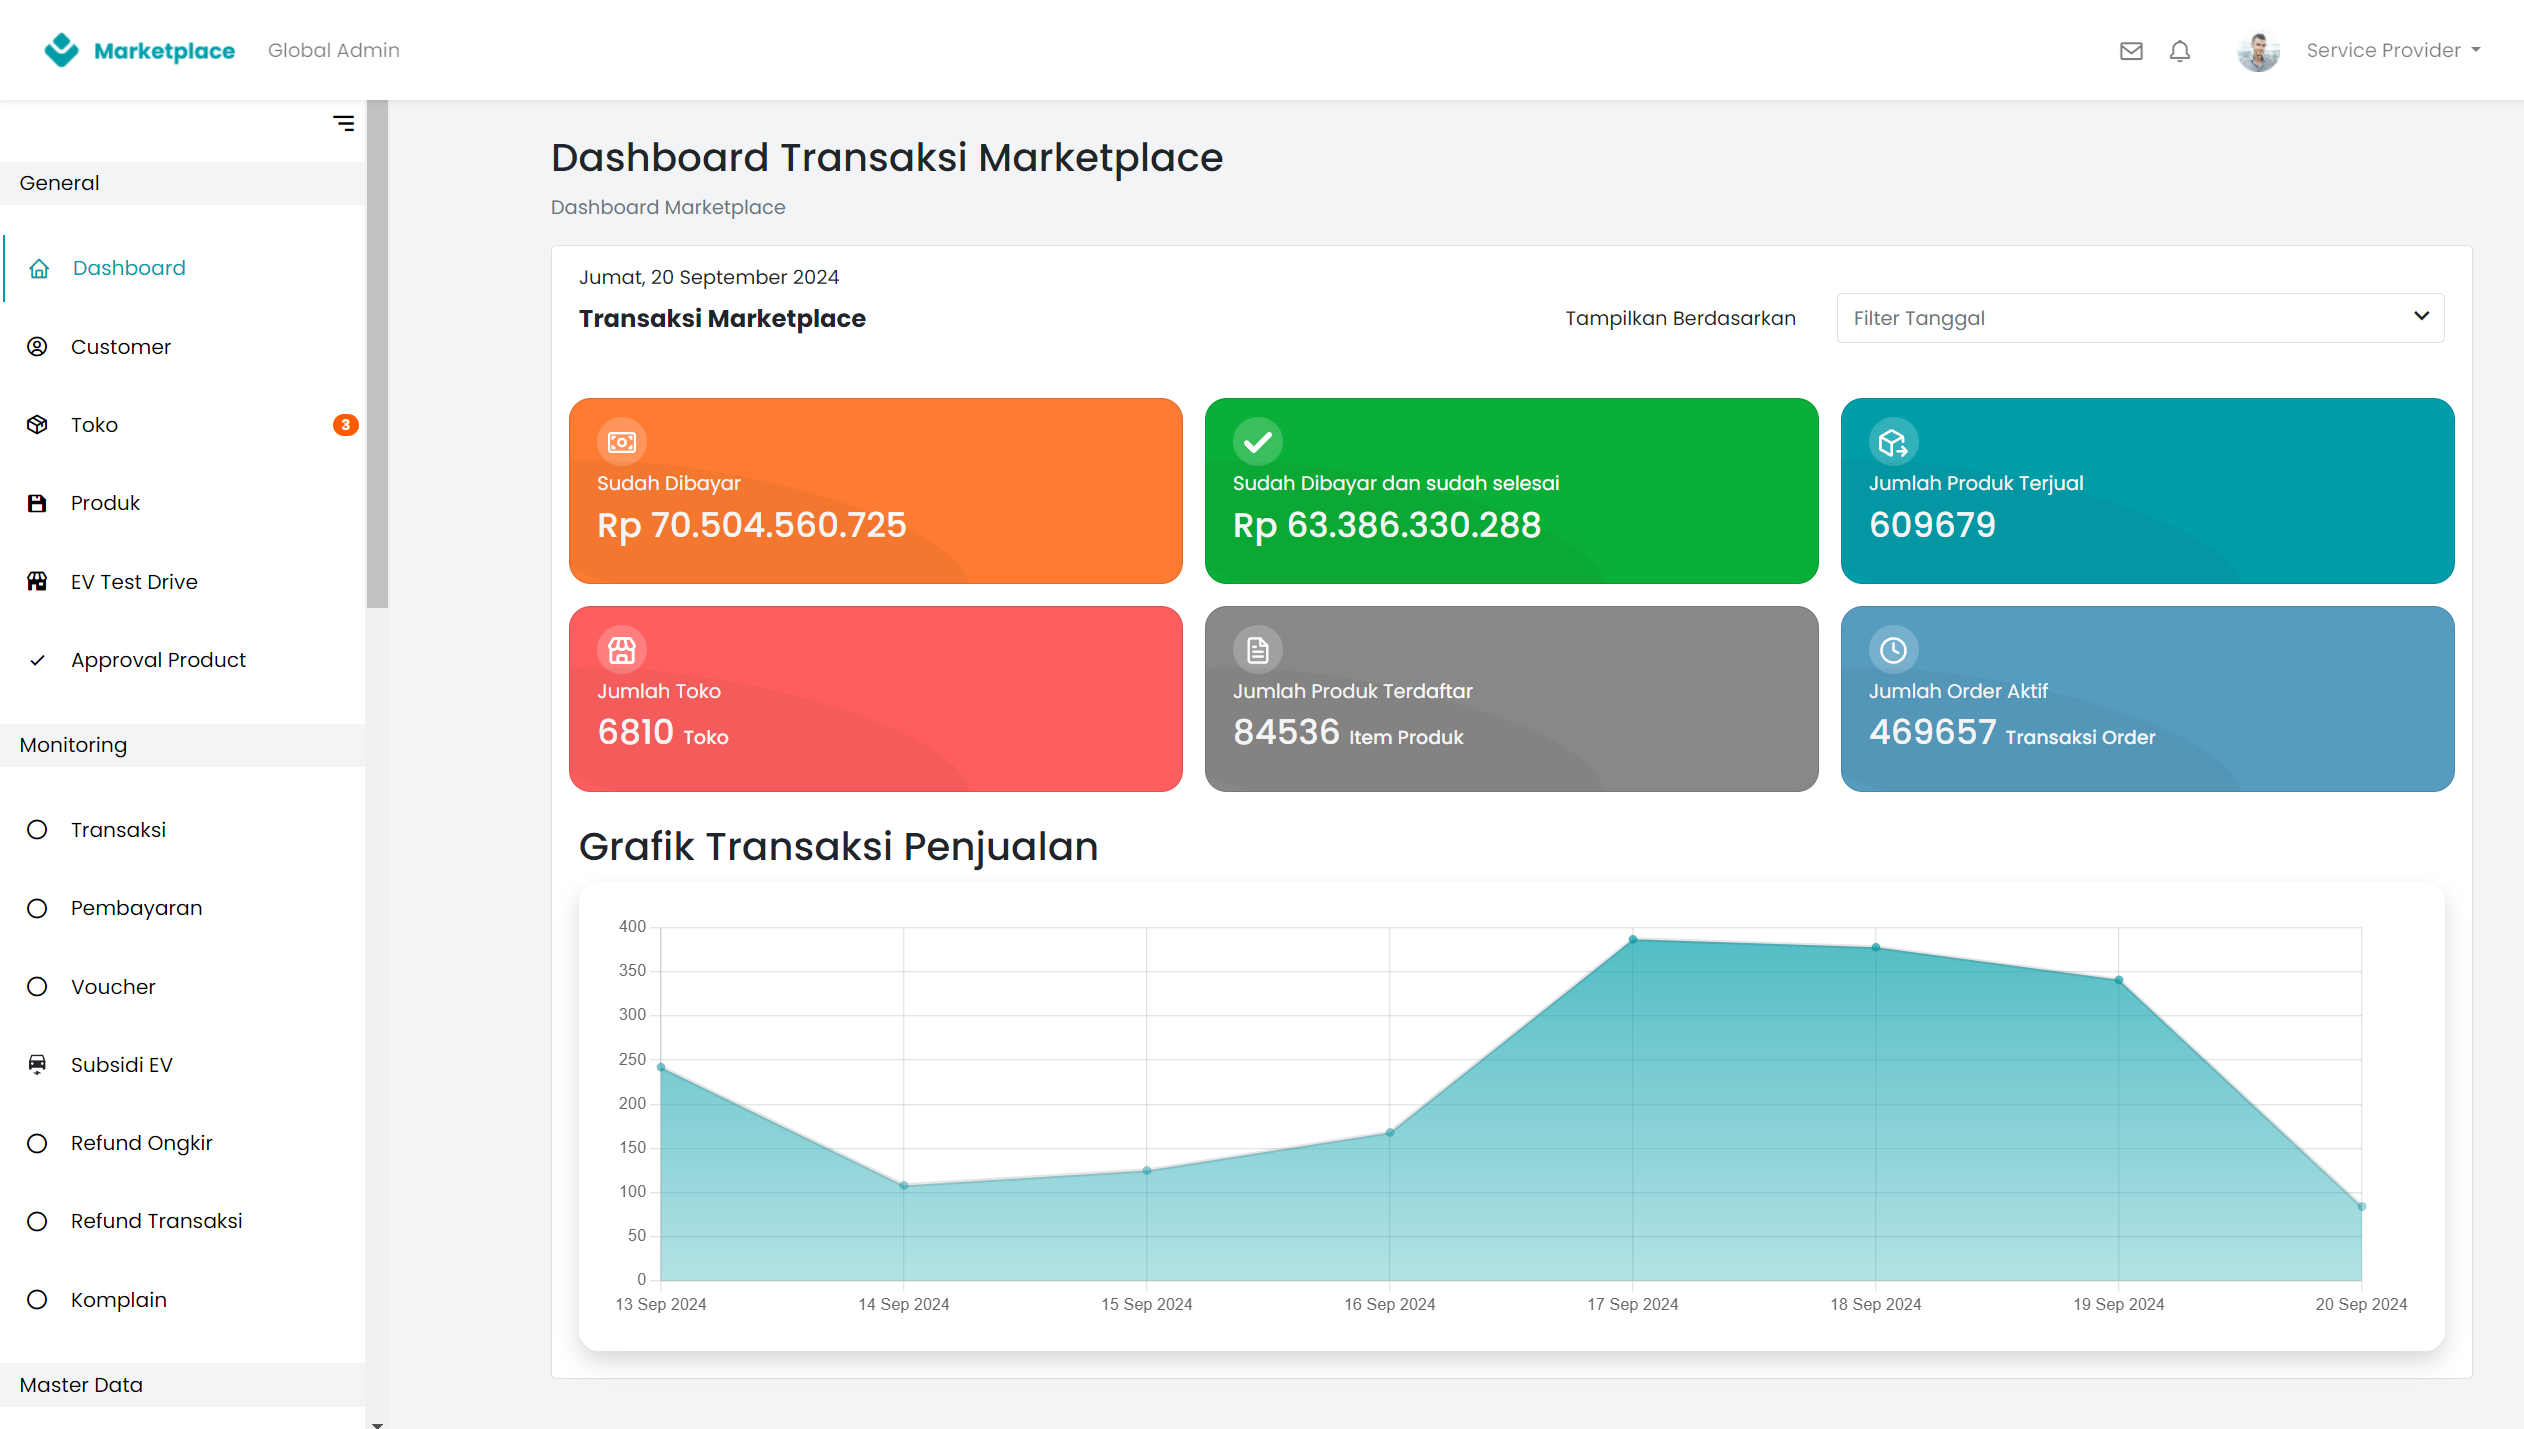 Marketplace Global Admin
Service Provider
General
Dashboard
Customer
Toko 3
Produk
EV Test Drive
Approval Product
Monitoring
Transaksi
Pembayaran
Voucher
Subsidi EV
Refund Ongkir
Refund Transaksi
Komplain
Master Data
Dashboard Transaksi Marketplace
Dashboard Marketplace
Jumat, 20 September 2024
Transaksi Marketplace
Tampilkan Berdasarkan
Filter Tanggal
Sudah Dibayar
Rp 70.504.560.725
Sudah Dibayar dan sudah selesai
Rp 63.386.330.288
Jumlah Produk Terjual
609679
Jumlah Toko
6810 Toko
Jumlah Produk Terdaftar
84536 Item Produk
Jumlah Order Aktif
469657 Transaksi Order
Grafik Transaksi Penjualan
400
350
300
250
200
150
100
50
0
13 Sep 2024 14 Sep 2024 15 Sep 2024 16 Sep 2024 17 Sep 2024 18 Sep 2024 19 Sep 2024 20 Sep 2024